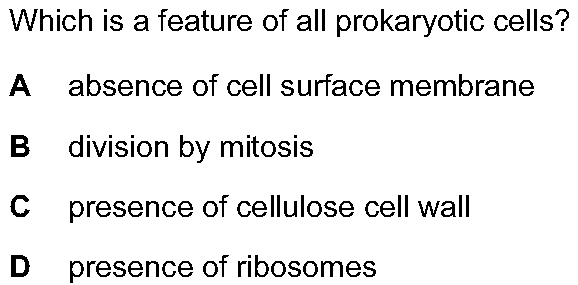 Which is a feature of all prokaryotic cells?
A absence of cell surface membrane
B division by mitosis
C presence of cellulose cell wall
D presence of ribosomes